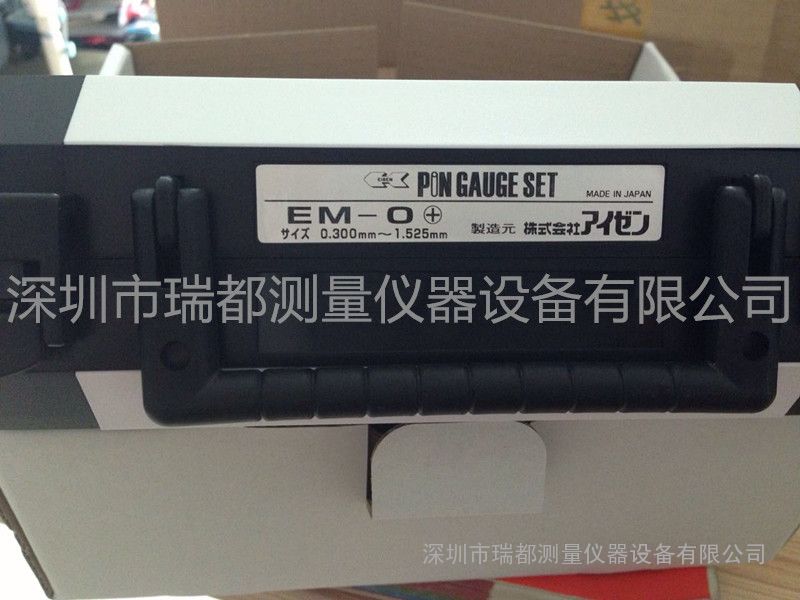 EISEN PiN GAUGE SET
MADE IN JAPAN
EM-0 ⊕
サイズ 0.300mm～1.525mm 製造元 株式会社アイゼン
深圳市瑞都测量仪器设备有限公司
深圳市瑞都测量仪器设备有限公司